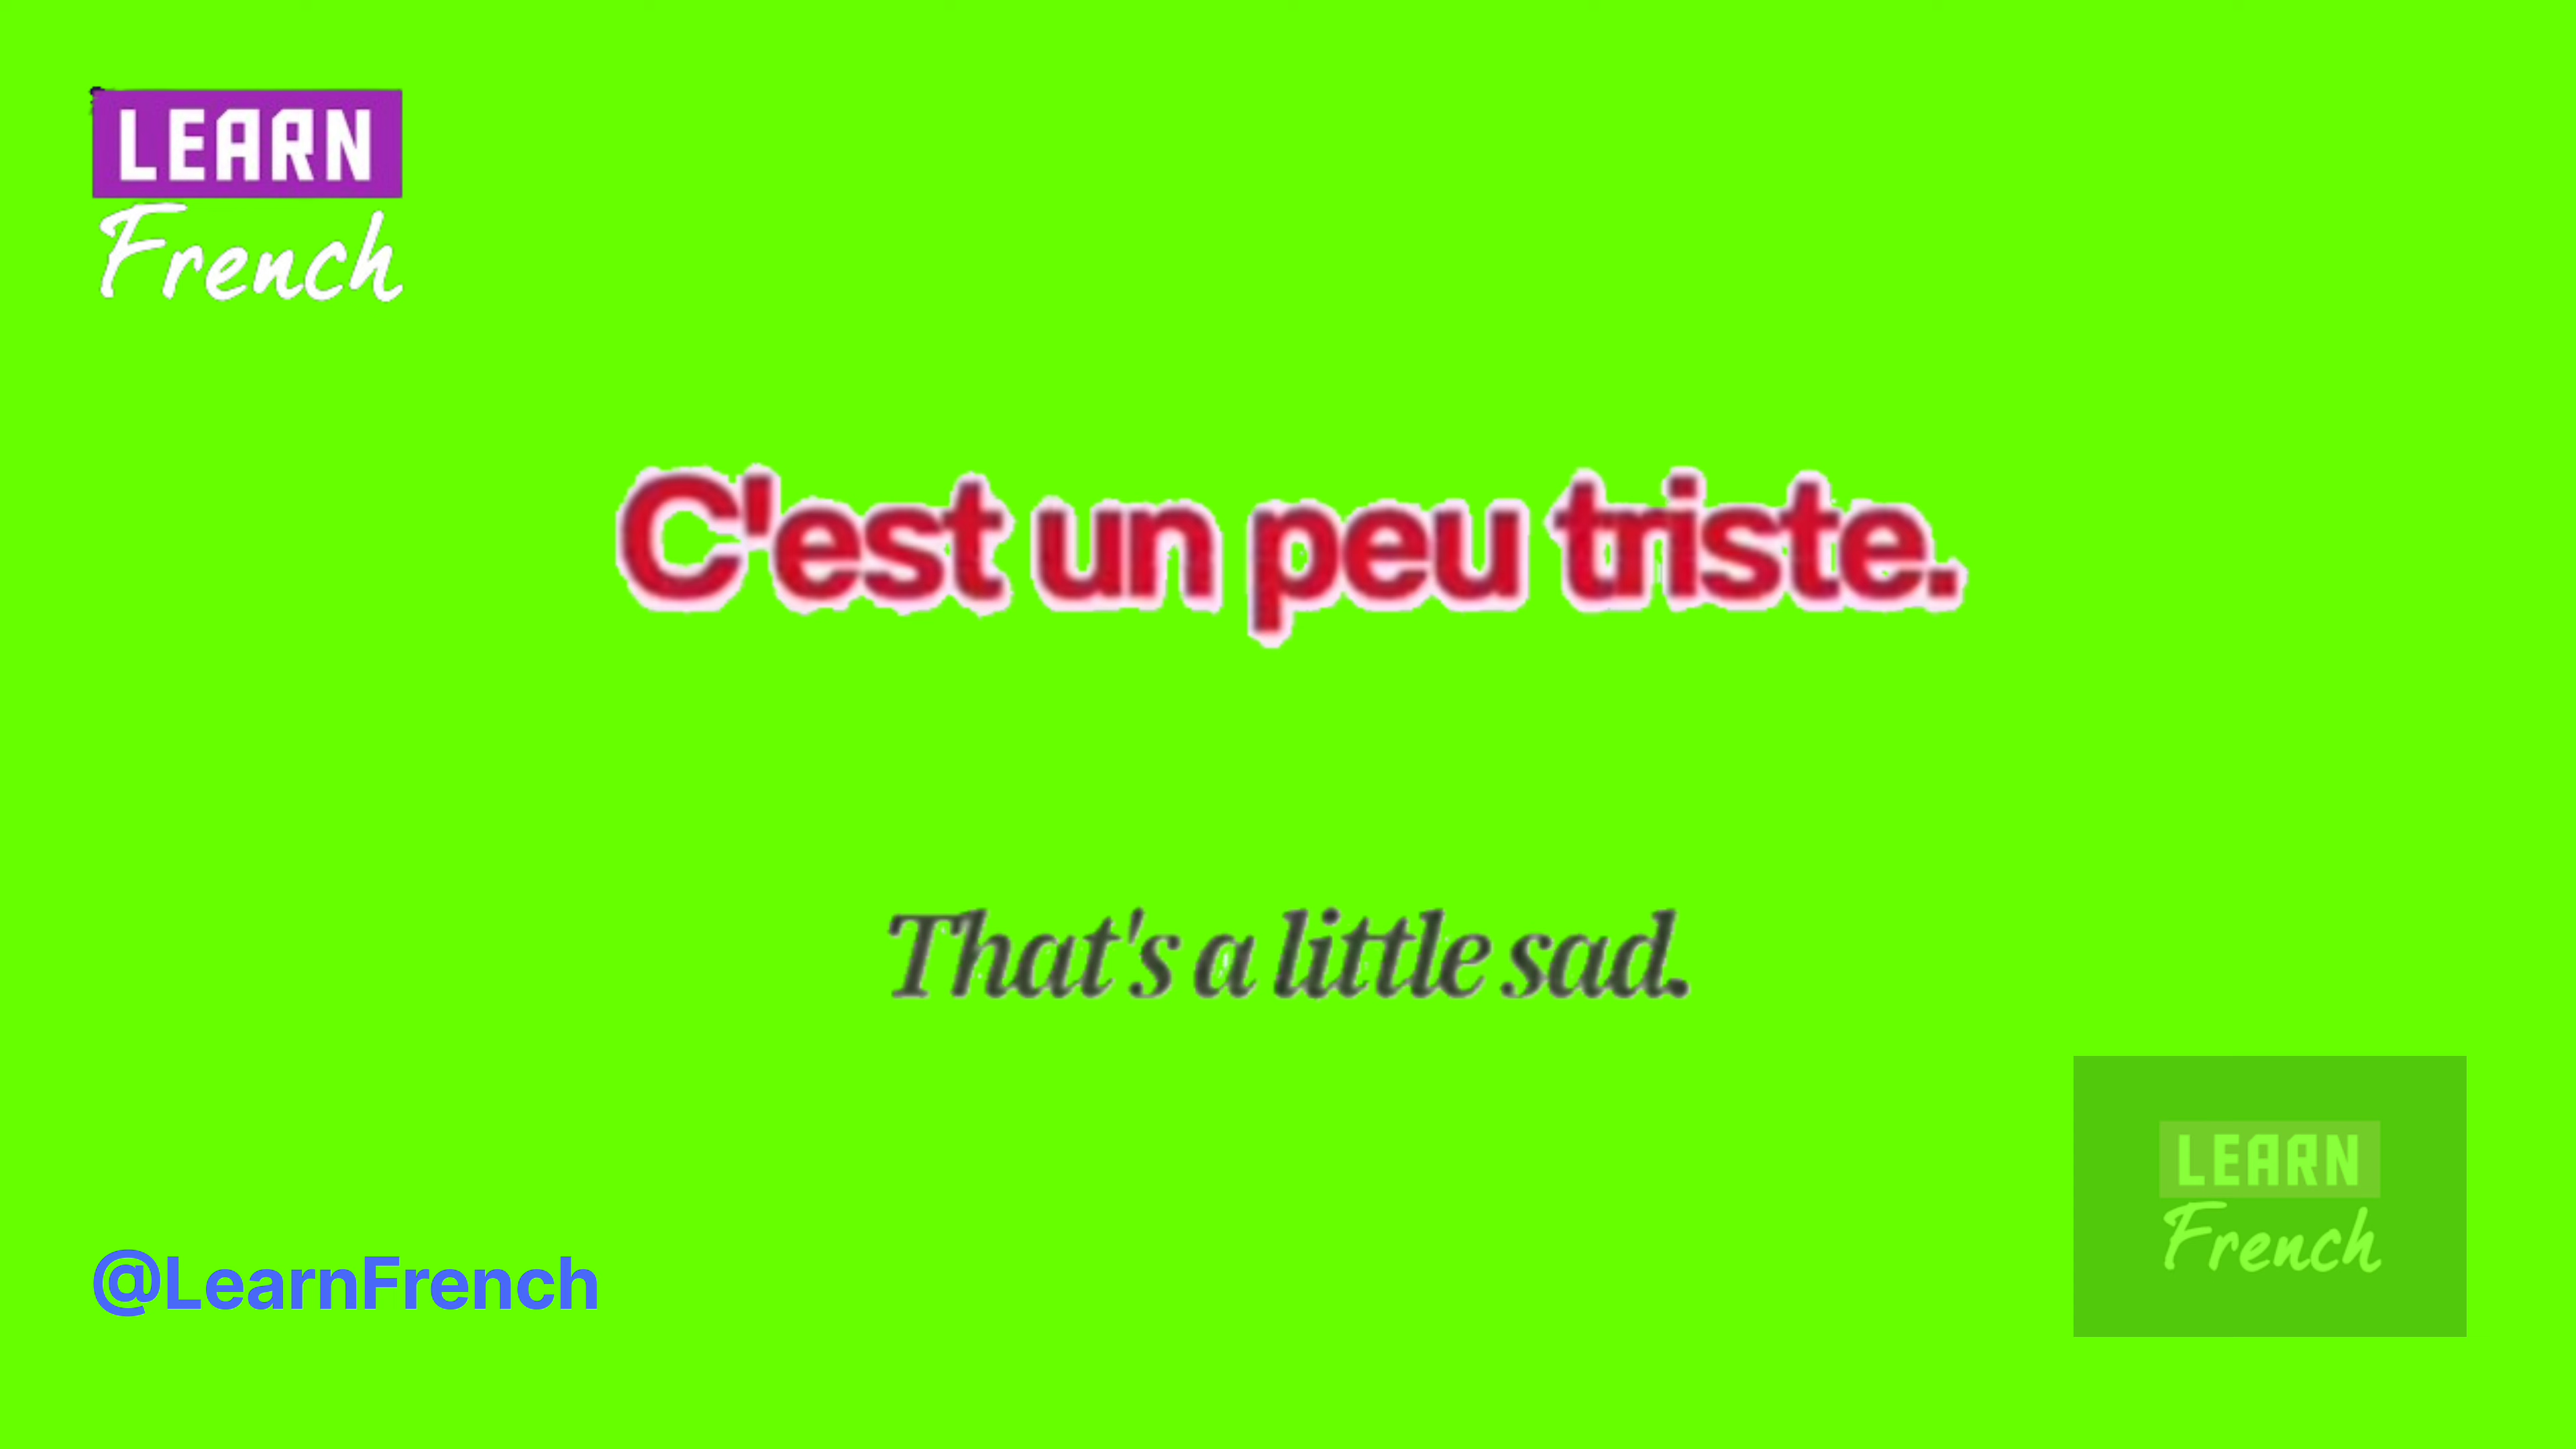 LEARN
French
C'est un peu triste.
That's a little sad.
LEARN
French
@LearnFrench